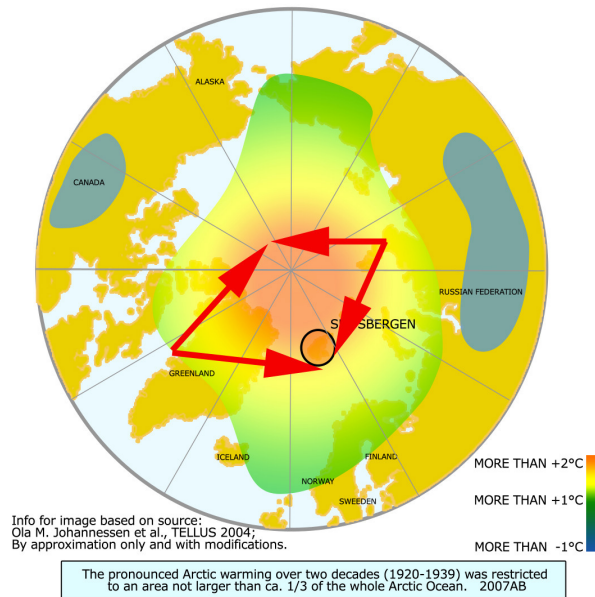 ALASKA
CANADA
RUSSIAN FEDERATION
GREENLAND
ICELAND
NORWAY
FINLAND
SWEDEN
MORE THAN +2°C
MORE THAN +1°C
MORE THAN -1°C
Info for image based on source:
Ola M. Johannessen et al., TELLUS 2004;
By approximation only and with modifications.
The pronounced Arctic warming over two decades (1920-1939) was restricted
to an area not larger than ca. 1/3 of the whole Arctic Ocean. 2007AB